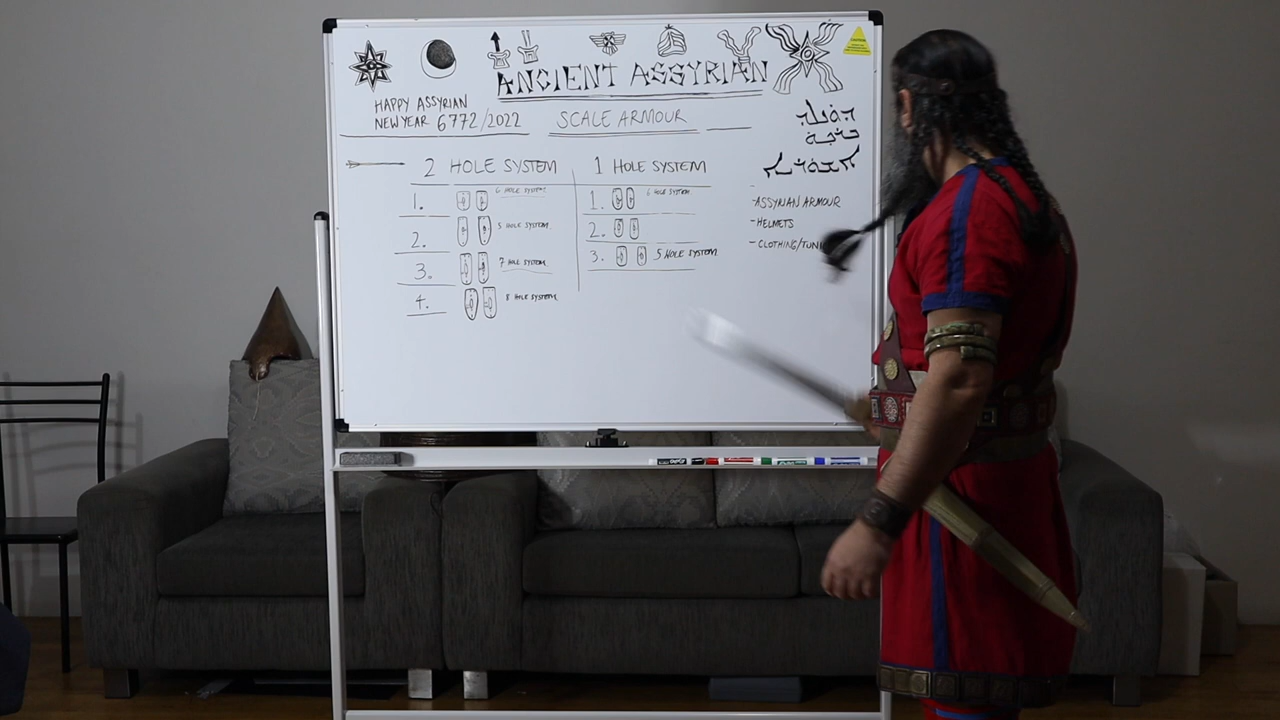 ANCIENT ASSYRIAN
HAPPY ASSYRIAN
NEW YEAR 6772/2022
SCALE ARMOUR
2 HOLE SYSTEM
1. 6 HOLE SYSTEM
2. 5 HOLE SYSTEM
3. 7 HOLE SYSTEM
4. 8 HOLE SYSTEM
1 HOLE SYSTEM
1. 6 HOLE SYSTEM
2.
3. 5 HOLE SYSTEM
- ASSYRIAN ARMOUR
- HELMETS
- CLOTHING/TUN
CAUTION